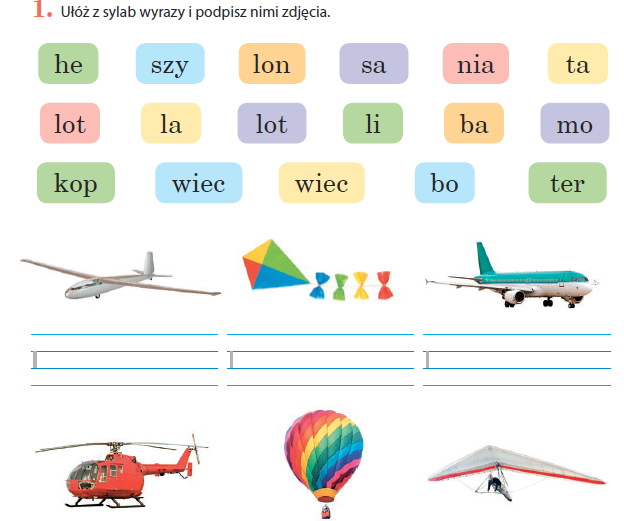 1. Ułóż z sylab wyrazy i podpisz nimi zdjęcia.
he szy lon sa nia ta
lot la lot li ba mo
kop wiec wiec bo ter